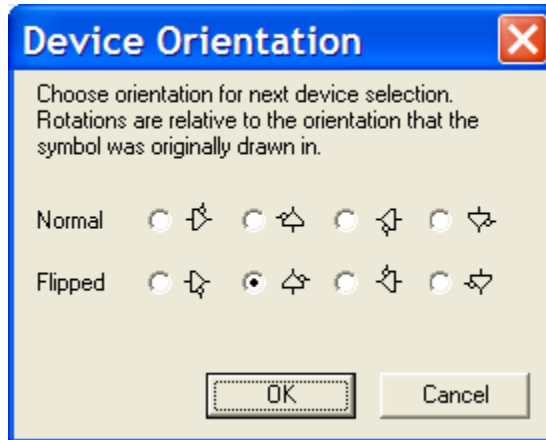 Device Orientation
Choose orientation for next device selection.
Rotations are relative to the orientation that the
symbol was originally drawn in.
Normal
Flipped
OK
Cancel